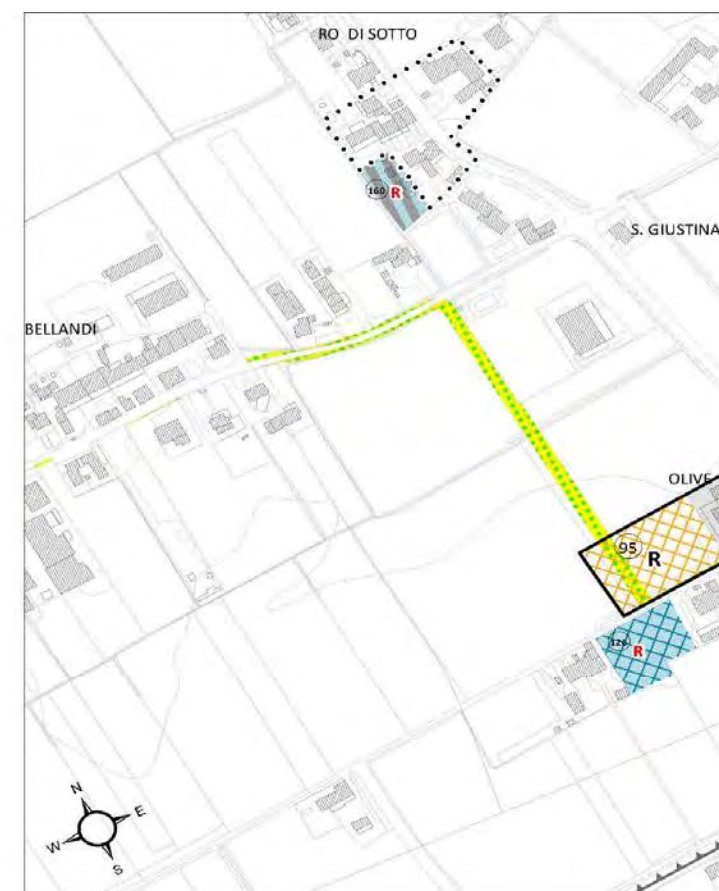 RO DI SOTTO
160 R
S. GIUSTINA
BELLANDI
OLIVE
95 R
126 R
N
E
W
S